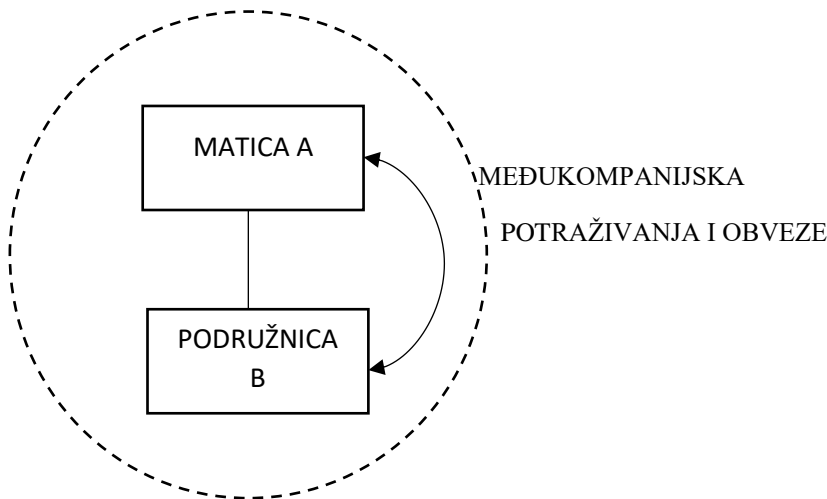 MATICA A
MEĐUKOMPANIJSKA
POTRAŽIVANJA I OBVEZE
PODRUŽNICA
B